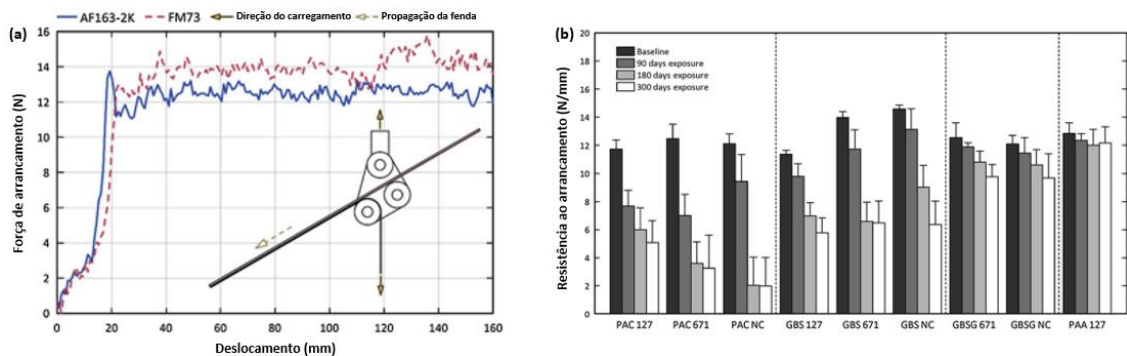 AF163-2K FM73 Direção do carregamento Propagação da fenda
(a)
Força de arrancamento (N)
16
14
12
10
8
6
4
2
0
0 20 40 60 80 100 120 140 160
Deslocamento (mm)
(b)
Resistência ao arrancamento (N/mm)
20
18
16
14
12
10
8
6
4
2
0
Baseline
90 days exposure
180 days exposure
300 days exposure
PAC 127 PAC 671 PAC NC GBS 127 GBS 671 GBS NC GBSG 671 GBSG NC PAA 127